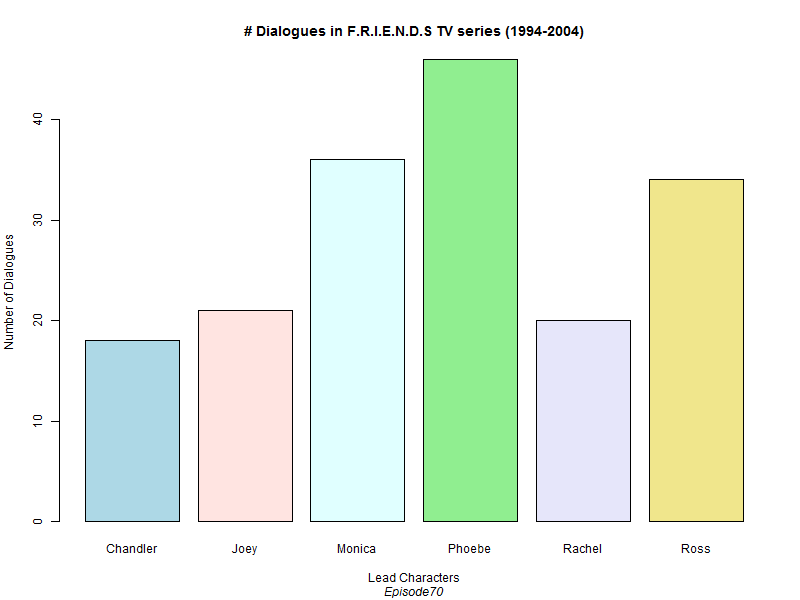 # Dialogues in F.R.I.E.N.D.S TV series (1994-2004)
Number of Dialogues
40
30
20
10
0
Chandler Joey Monica Phoebe Rachel Ross
Lead Characters
Episode70